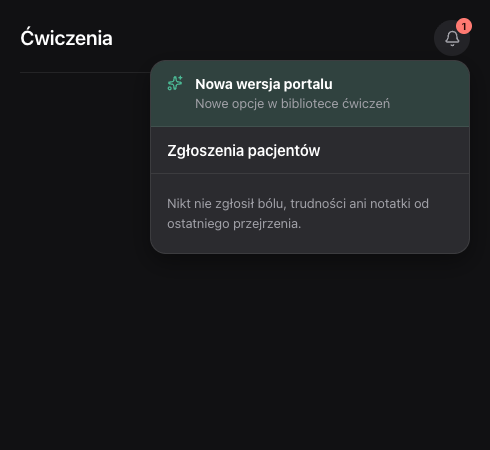 Ćwiczenia
1
Nowa wersja portalu
Nowe opcje w bibliotece ćwiczeń
Zgłoszenia pacjentów
Nikt nie zgłosił bólu, trudności ani notatki od
ostatniego przejrzenia.